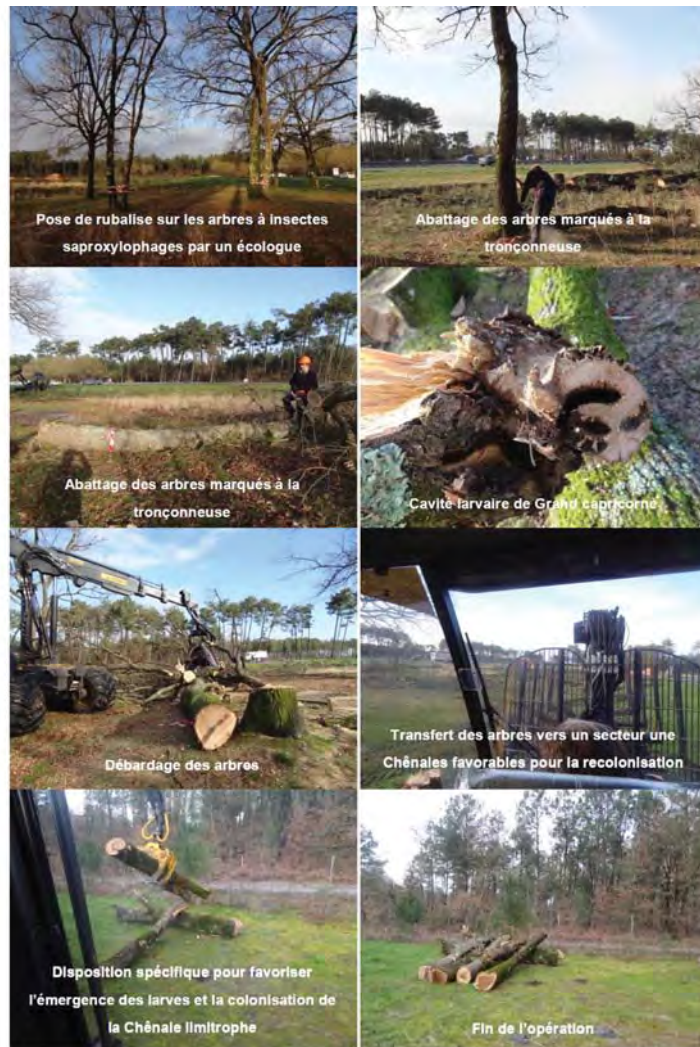 Pose de rubalise sur les arbres à insectes
saproxylophages par un écologue
Abattage des arbres marqués à la
tronçonneuse
Abattage des arbres marqués à la
tronçonneuse
Cavité larvaire de Grand capricorne
Débardage des arbres
Transfert des arbres vers un secteur une
Chênaies favorables pour la recolonisation
Disposition spécifique pour favoriser
l'émergence des larves et la colonisation de
la Chênaie limitrophe
Fin de l'opération